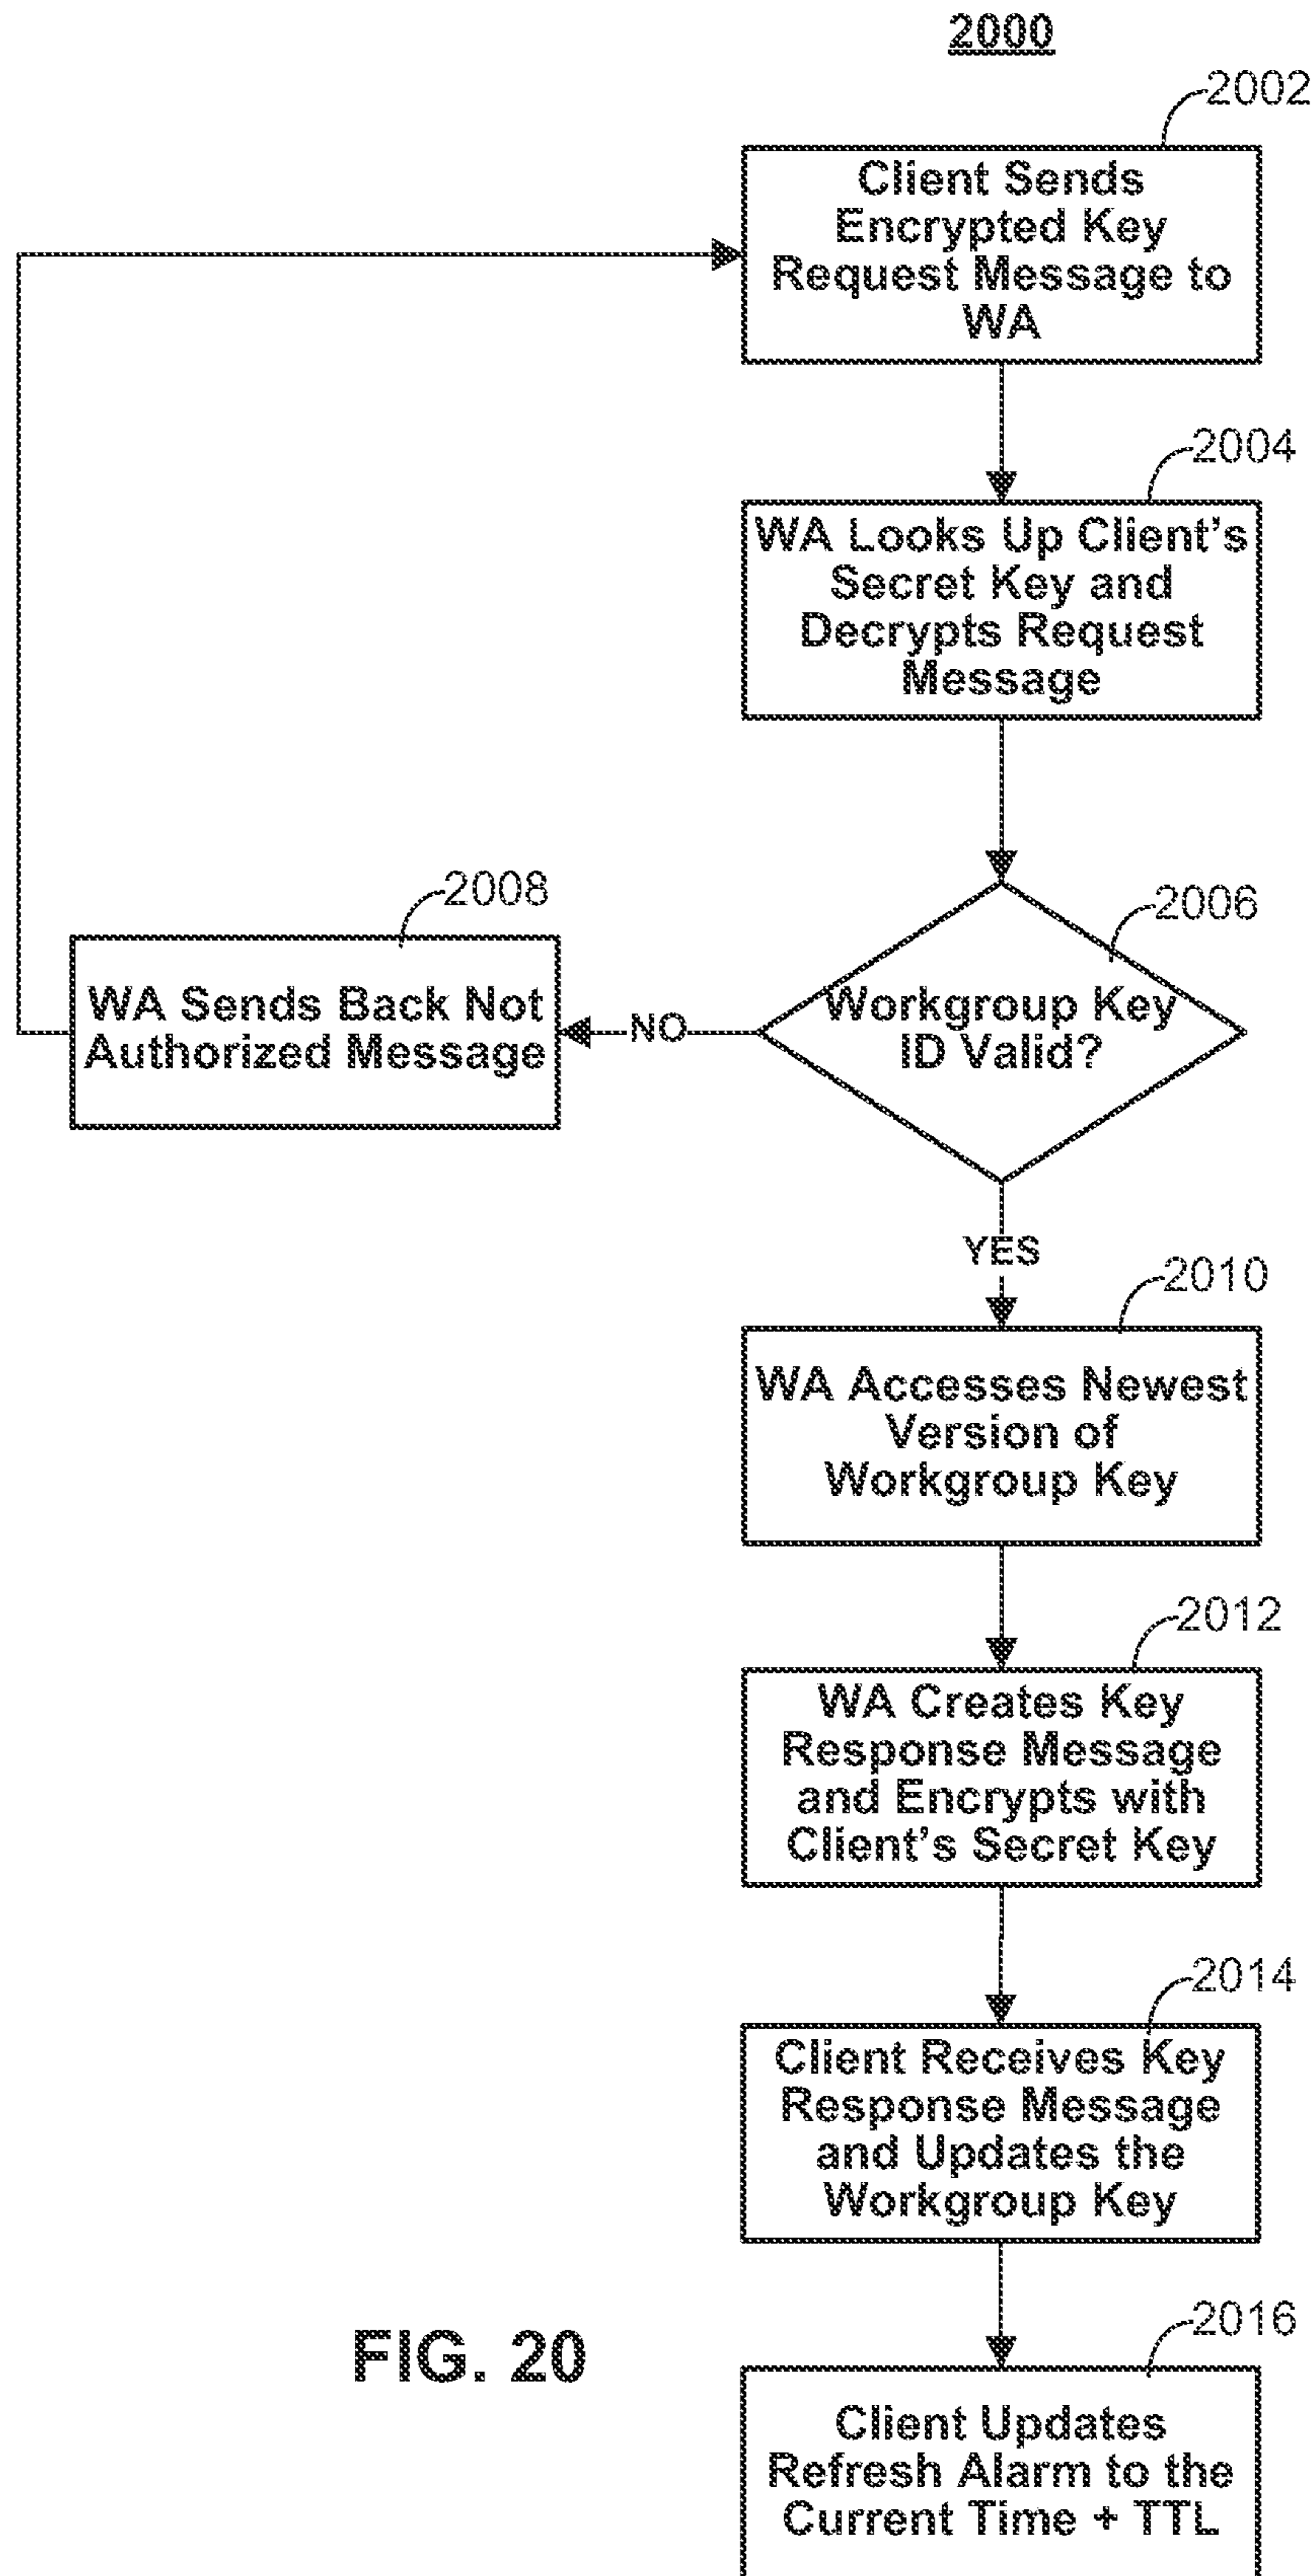 2000
2002
Client Sends
Encrypted Key
Request Message to
WA
2004
WA Looks Up Client's
Secret Key and
Decrypts Request
Message
2006
Workgroup Key
ID Valid?
NO
2008
WA Sends Back Not
Authorized Message
YES
2010
WA Accesses Newest
Version of
Workgroup Key
2012
WA Creates Key
Response Message
and Encrypts with
Client's Secret Key
2014
Client Receives Key
Response Message
and Updates the
Workgroup Key
2016
Client Updates
Refresh Alarm to the
Current Time + TTL
FIG. 20